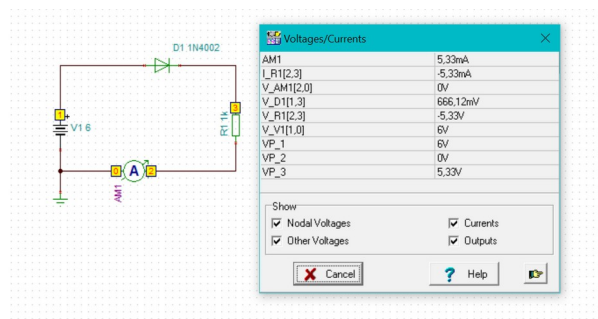 D1 1N4002
1
+
V1 6
3
R1 1k
0
A
2
AM1
Voltages/Currents
AM1 5,33mA
I_R1[2,3] -5,33mA
V_AM1[2,0] 0V
V_D1[1,3] 666,12mV
V_R1[2,3] -5,33V
V_V1[1,0] 6V
VP_1 6V
VP_2 0V
VP_3 5,33V
Show
Nodal Voltages Currents
Other Voltages Outputs
Cancel ? Help